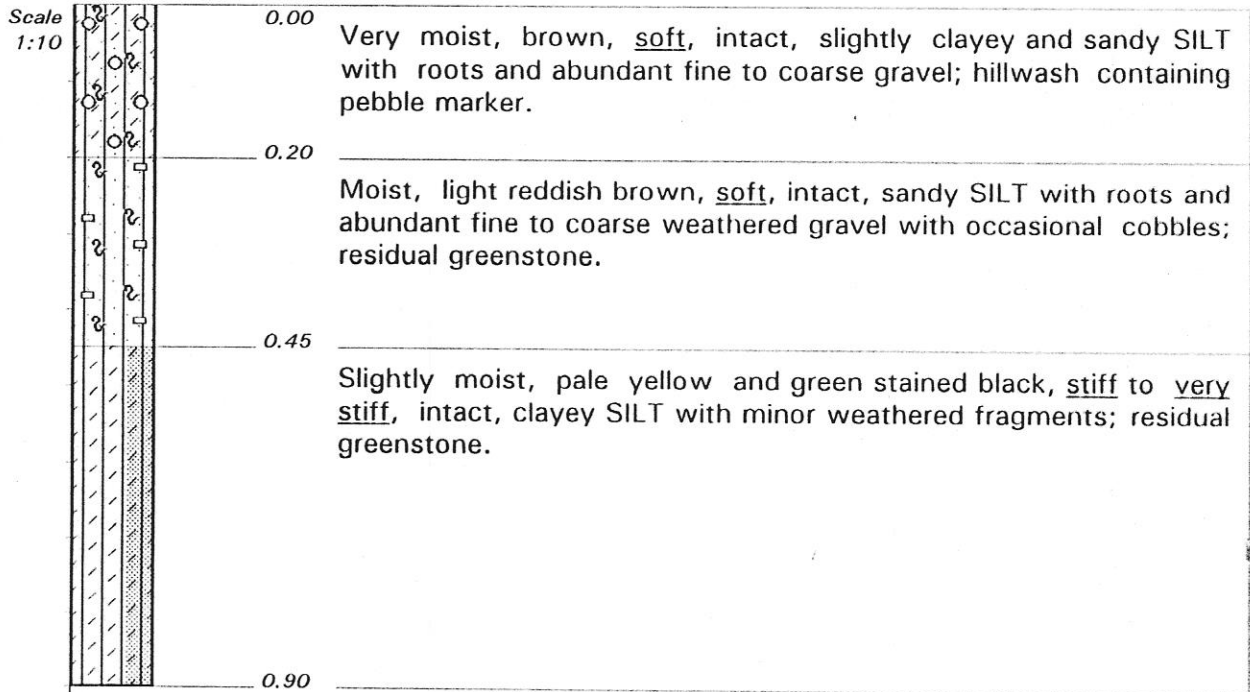 Scale
1:10
0.00
Very moist, brown, soft, intact, slightly clayey and sandy SILT
with roots and abundant fine to coarse gravel; hillwash containing
pebble marker.
0.20
Moist, light reddish brown, soft, intact, sandy SILT with roots and
abundant fine to coarse weathered gravel with occasional cobbles;
residual greenstone.
0.45
Slightly moist, pale yellow and green stained black, stiff to very
stiff, intact, clayey SILT with minor weathered fragments; residual
greenstone.
0.90